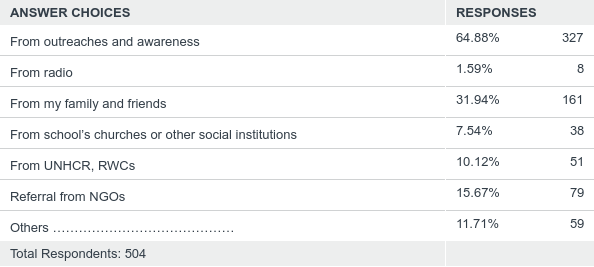 ANSWER CHOICES RESPONSES
From outreaches and awareness 64.88% 327
From radio 1.59% 8
From my family and friends 31.94% 161
From school’s churches or other social institutions 7.54% 38
From UNHCR, RWCs 10.12% 51
Referral from NGOs 15.67% 79
Others …………………………………… 11.71% 59
Total Respondents: 504